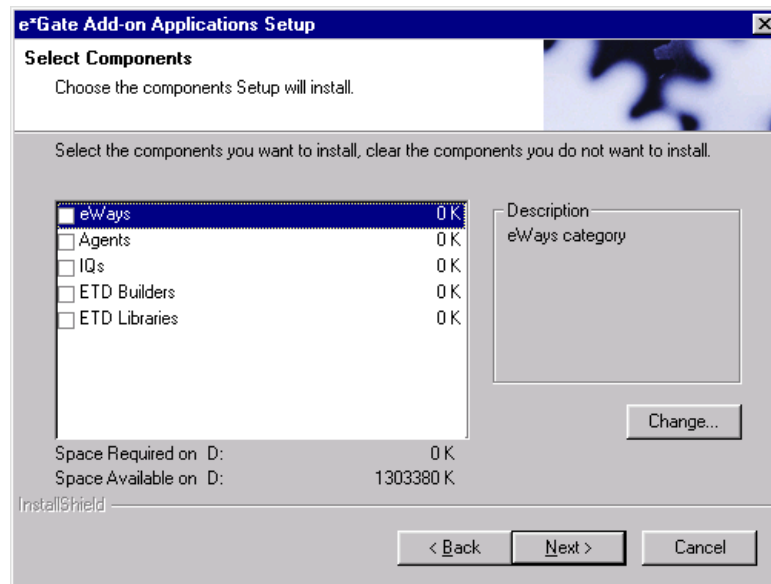 e*Gate Add-on Applications Setup
Select Components
Choose the components Setup will install.
Select the components you want to install, clear the components you do not want to install.
eWays 0 K
Agents 0 K
IQs 0 K
ETD Builders 0 K
ETD Libraries 0 K
Description
eWays category
Change...
Space Required on D: 0 K
Space Available on D: 1303380 K
InstallShield
< Back Next > Cancel